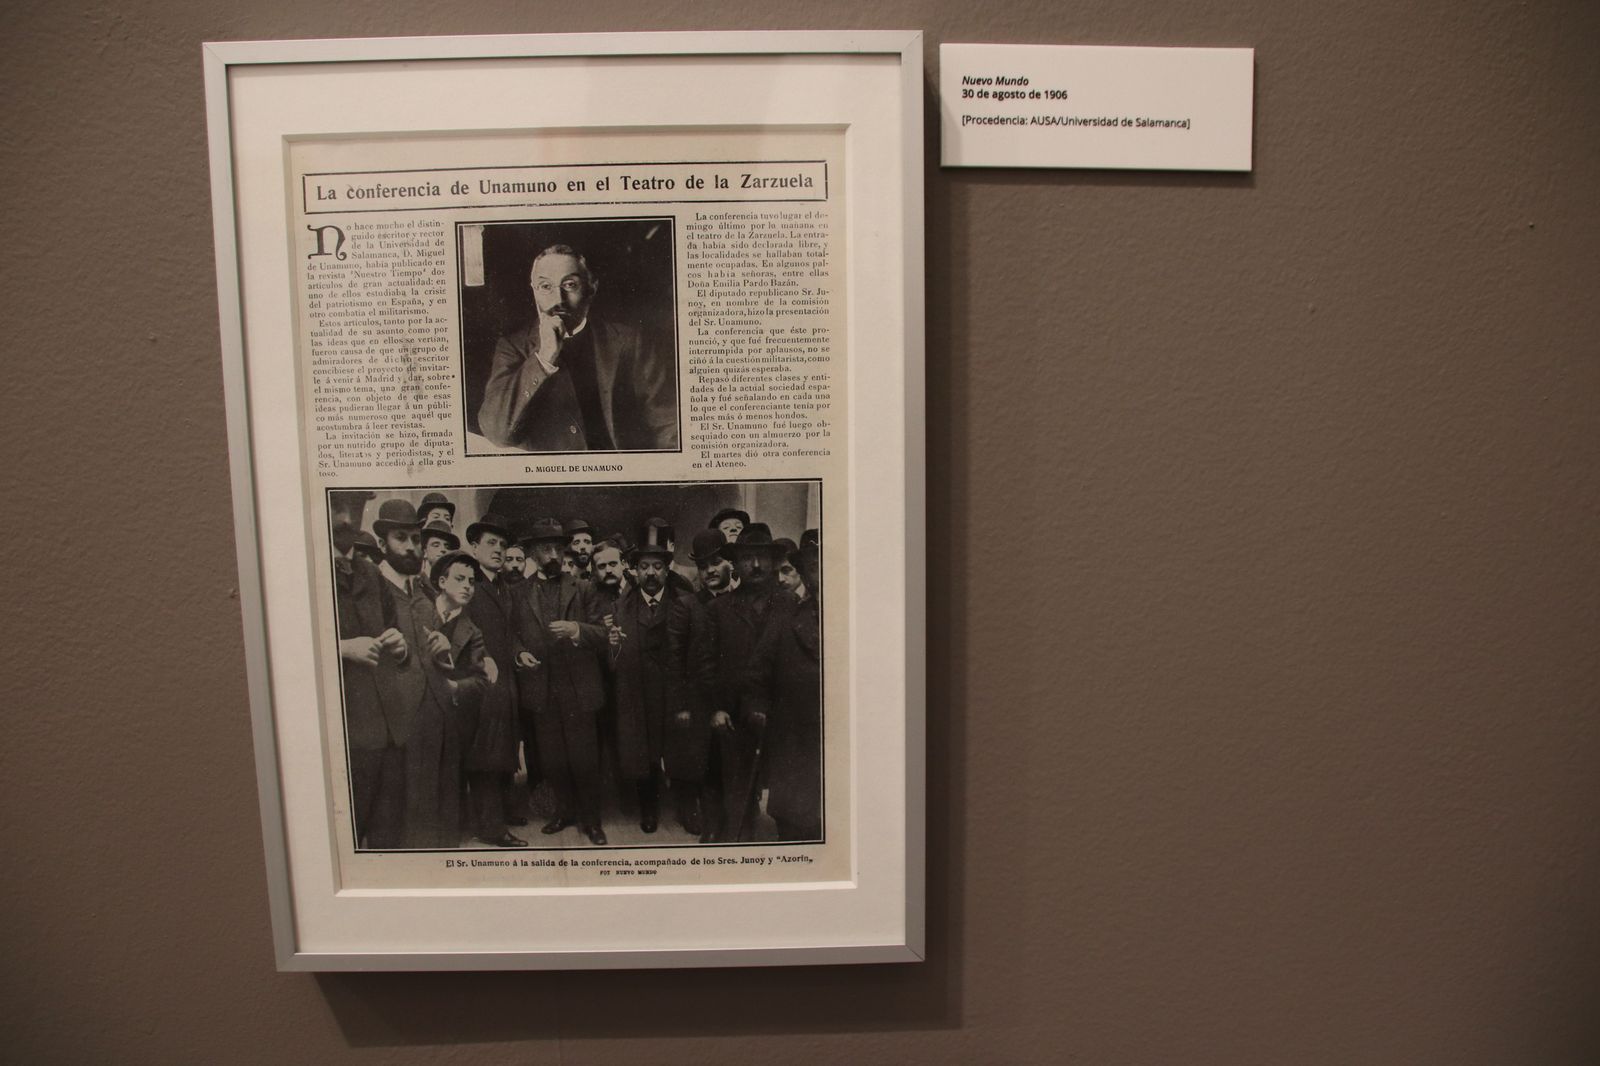 La conferencia de Unamuno en el Teatro de la Zarzuela
No hace mucho el distin-
guido escritor y rector
de la Universidad de
Salamanca, D. Miguel
de Unamuno, había publicado en
la revista "Nuestro Tiempo" dos
artículos de gran actualidad: en
uno de ellos estudiaba la crisis
del patriotismo en España, y en
otro combatía el militarismo.
Estos artículos, tanto por la ac-
tualidad de su asunto como por
las ideas que en ellos se vertían,
fueron causa de que un grupo de
admiradores de dicho escritor
concibiese el proyecto de invitar-
le á venir á Madrid y dar, sobre
el mismo tema, una gran confe-
rencia, con objeto de que esas
ideas pudieran llegar á un públi-
co más numeroso que aquél que
acostumbra á leer revistas.
La invitación se hizo, firmada
por un nutrido grupo de diputa-
dos, literatos y periodistas, y el
Sr. Unamuno accedió á ella gus-
toso.
D. MIGUEL DE UNAMUNO
La conferencia tuvo lugar el do-
mingo último por la mañana en
el teatro de la Zarzuela. La entra-
da había sido declarada libre, y
las localidades se hallaban total-
mente ocupadas. En algunos pal-
cos había señoras, entre ellas
Doña Emilia Pardo Bazán.
El diputado republicano Sr. Ju-
noy, en nombre de la comisión
organizadora, hizo la presentación
del Sr. Unamuno.
La conferencia que éste pro-
nunció, y que fué frecuentemente
interrumpida por aplausos, no se
ciñó á la cuestión militarista, como
alguien quizás esperaba.
Repasó diferentes clases y enti-
dades de la actual sociedad espa-
ñola y fué señalando en cada una
lo que el conferenciante tenía por
males más ó menos hondos.
El Sr. Unamuno fué luego ob-
sequiado con un almuerzo por la
comisión organizadora.
El martes dió otra conferencia
en el Ateneo.
El Sr. Unamuno á la salida de la conferencia, acompañado de los Sres. Junoy y "Azorín„
FOT NUEVO MUNDO
Nuevo Mundo
30 de agosto de 1906
[Procedencia: AUSA/Universidad de Salamanca]